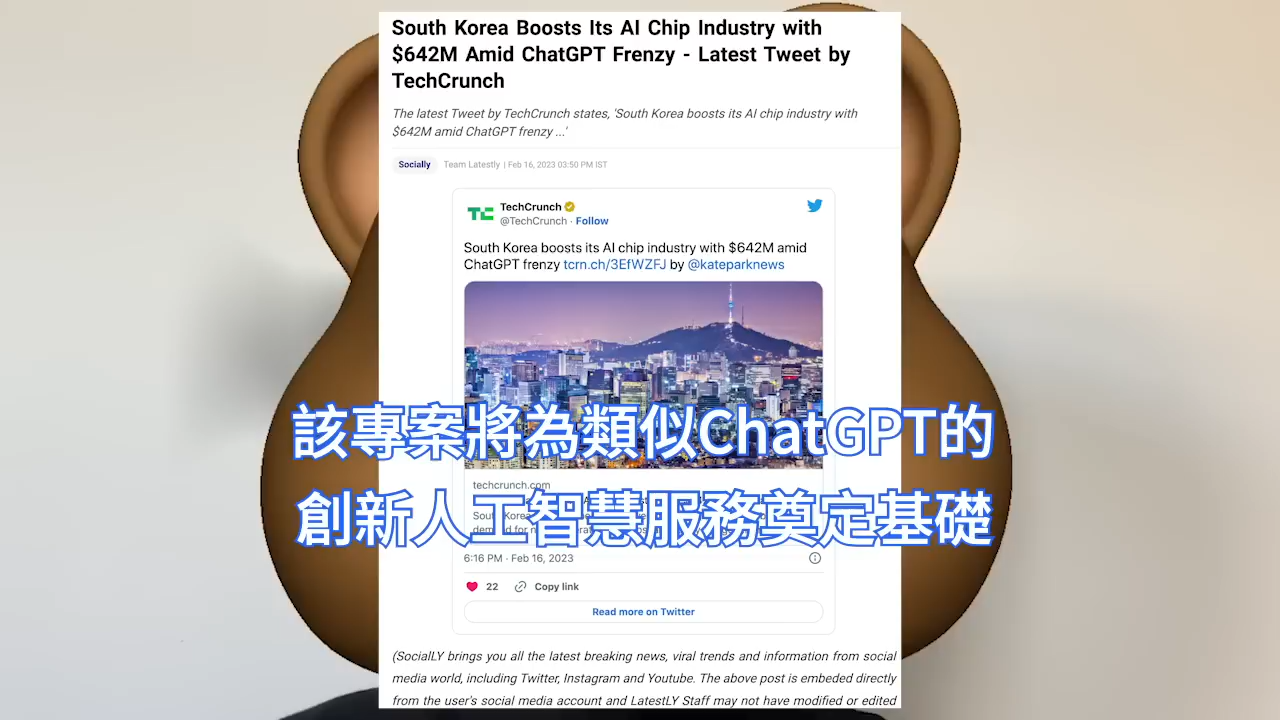 South Korea Boosts Its AI Chip Industry with
$642M Amid ChatGPT Frenzy - Latest Tweet by
TechCrunch
The latest Tweet by TechCrunch states, 'South Korea boosts its AI chip industry with
$642M amid ChatGPT frenzy ...'
Socially Team Latestly | Feb 16, 2023 03:50 PM IST
TechCrunch
@TechCrunch · Follow
South Korea boosts its AI chip industry with $642M amid
ChatGPT frenzy tcrn.ch/3EfWZFJ by @kateparknews
該專案將為類似ChatGPT的
techcrunch.com
創新人工智慧服務奠定基礎
6:16 PM · Feb 16, 2023
22 Copy link
Read more on Twitter
(SocialLY brings you all the latest breaking news, viral trends and information from social
media world, including Twitter, Instagram and Youtube. The above post is embeded directly
from the user's social media account and LatestLY Staff may not have modified or edited